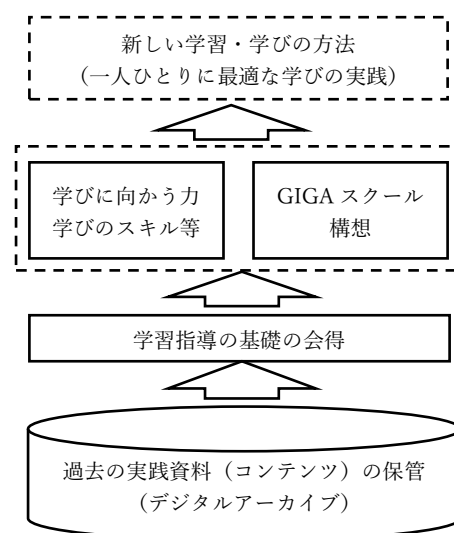 新しい学習・学びの方法
（一人ひとりに最適な学びの実践）
学びに向かう力
学びのスキル等
GIGA スクール
構想
学習指導の基礎の会得
過去の実践資料（コンテンツ）の保管
（デジタルアーカイブ）